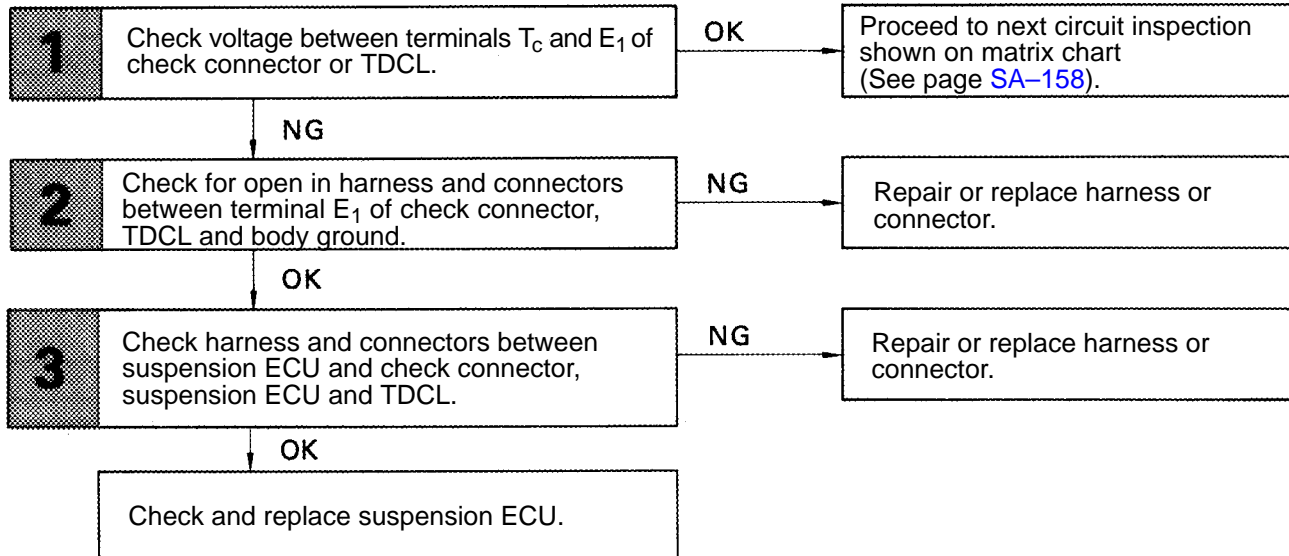 1
Check voltage between terminals Tc and E1 of
check connector or TDCL.
OK
Proceed to next circuit inspection
shown on matrix chart
(See page SA–158).
NG
2
Check for open in harness and connectors
between terminal E1 of check connector,
TDCL and body ground.
NG
Repair or replace harness or
connector.
OK
3
Check harness and connectors between
suspension ECU and check connector,
suspension ECU and TDCL.
NG
Repair or replace harness or
connector.
OK
Check and replace suspension ECU.